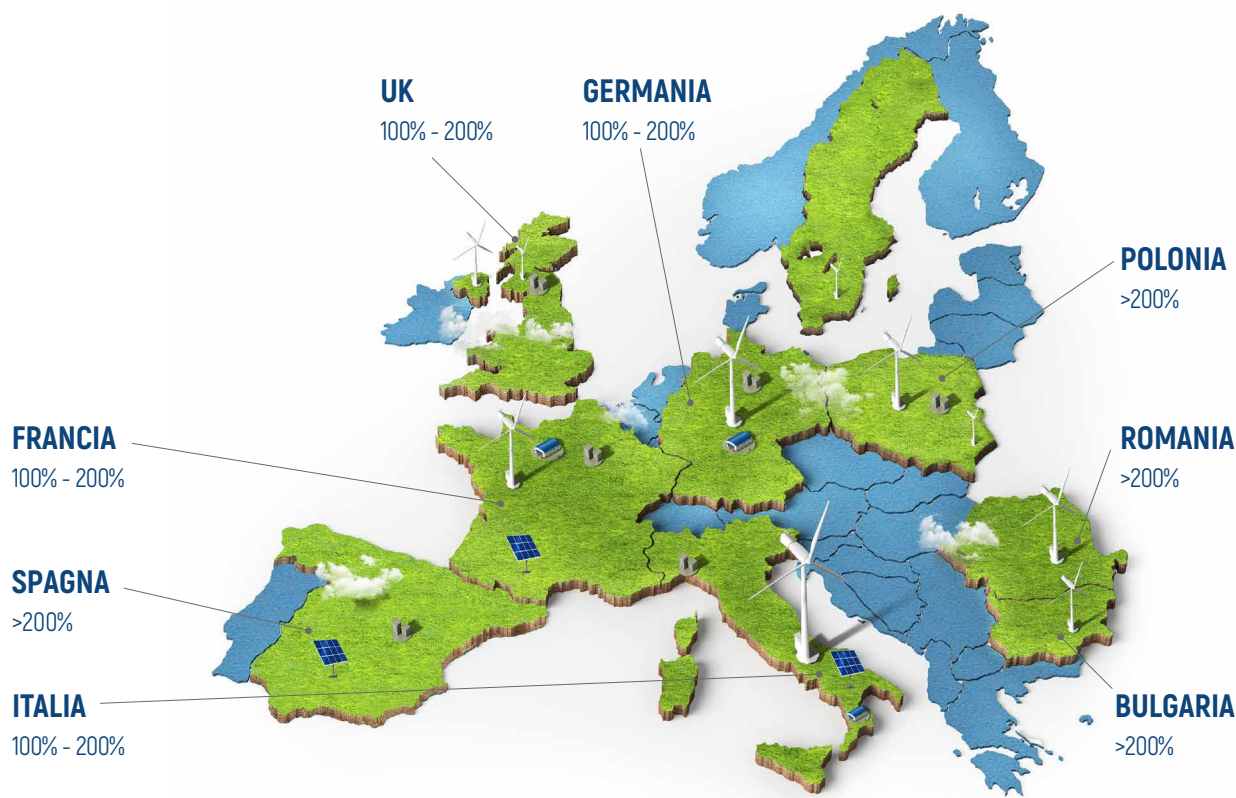 UK
100% - 200%
GERMANIA
100% - 200%
POLONIA
>200%
FRANCIA
100% - 200%
ROMANIA
>200%
SPAGNA
>200%
ITALIA
100% - 200%
BULGARIA
>200%